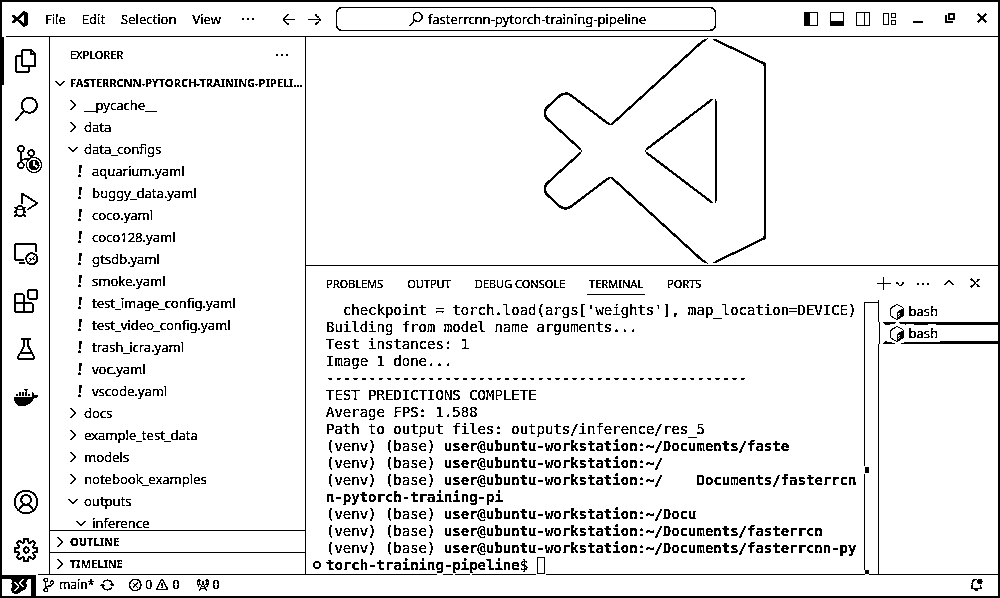 File Edit Selection View ··· fasterrcnn-pytorch-training-pipeline
EXPLORER ···
FASTERRCNN-PYTORCH-TRAINING-PIPELI...
__pycache__
data
data_configs
! aquarium.yaml
! buggy_data.yaml
! coco.yaml
! coco128.yaml
! gtsdb.yaml
! smoke.yaml
! test_image_config.yaml
! test_video_config.yaml
! trash_icra.yaml
! voc.yaml
! vscode.yaml
docs
example_test_data
models
notebook_examples
outputs
inference
OUTLINE
TIMELINE
PROBLEMS OUTPUT DEBUG CONSOLE TERMINAL PORTS
checkpoint = torch.load(args['weights'], map_location=DEVICE)
Building from model name arguments...
Test instances: 1
Image 1 done...
--------------------------------------------------
TEST PREDICTIONS COMPLETE
Average FPS: 1.588
Path to output files: outputs/inference/res_5
(venv) (base) user@ubuntu-workstation:~/Documents/faste
(venv) (base) user@ubuntu-workstation:~/
(venv) (base) user@ubuntu-workstation:~/    Documents/fasterrcn
n-pytorch-training-pi
(venv) (base) user@ubuntu-workstation:~/Docu
(venv) (base) user@ubuntu-workstation:~/Documents/fasterrcn
(venv) (base) user@ubuntu-workstation:~/Documents/fasterrcnn-py
torch-training-pipeline$
bash
bash
main* 0 0 0